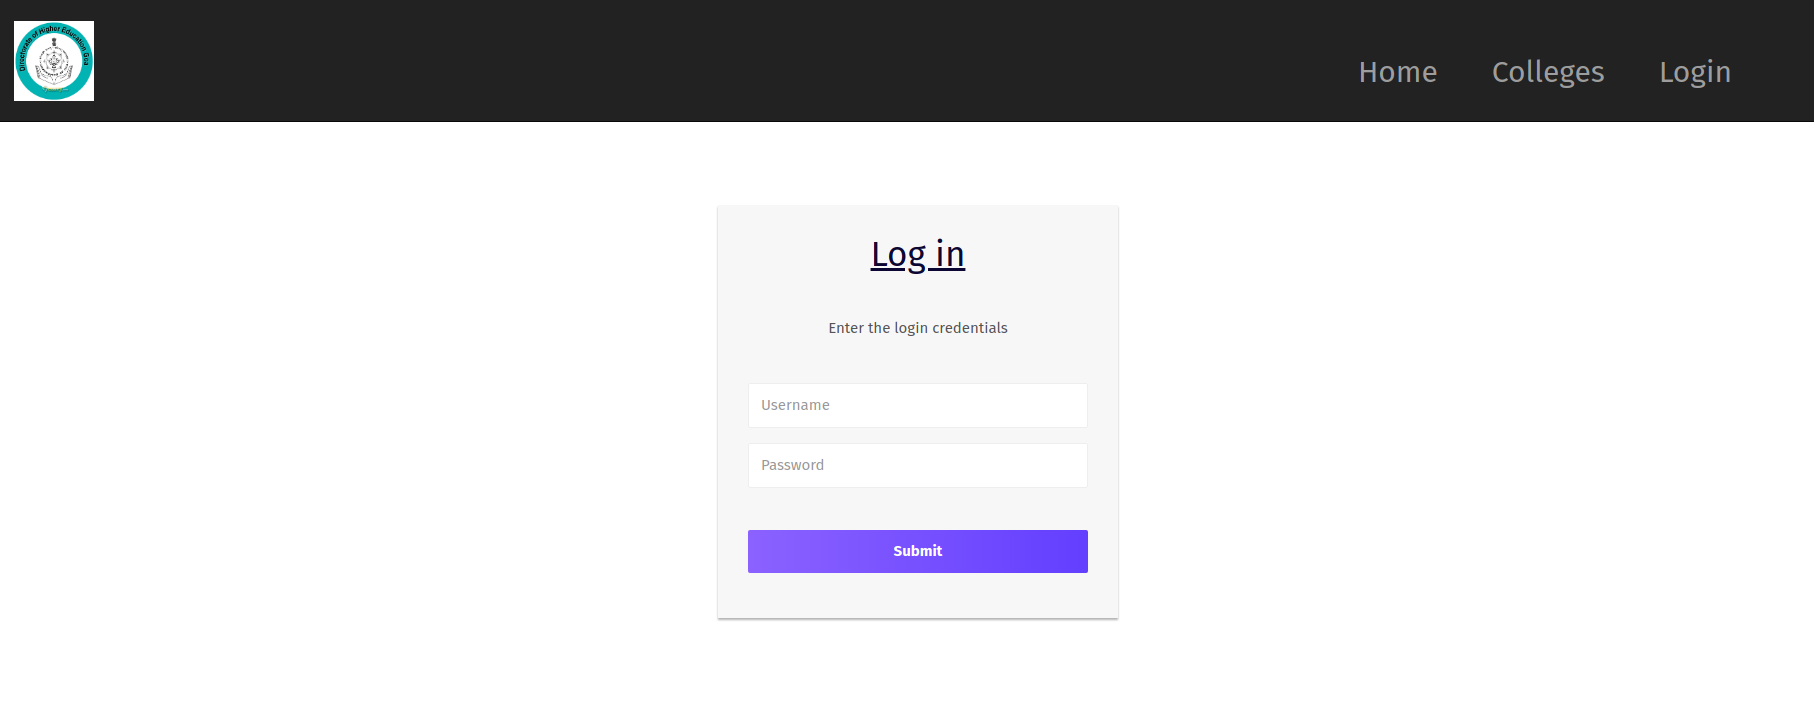 Directorate of Higher Education Goa
Home Colleges Login
Log in
Enter the login credentials
Username
Password
Submit